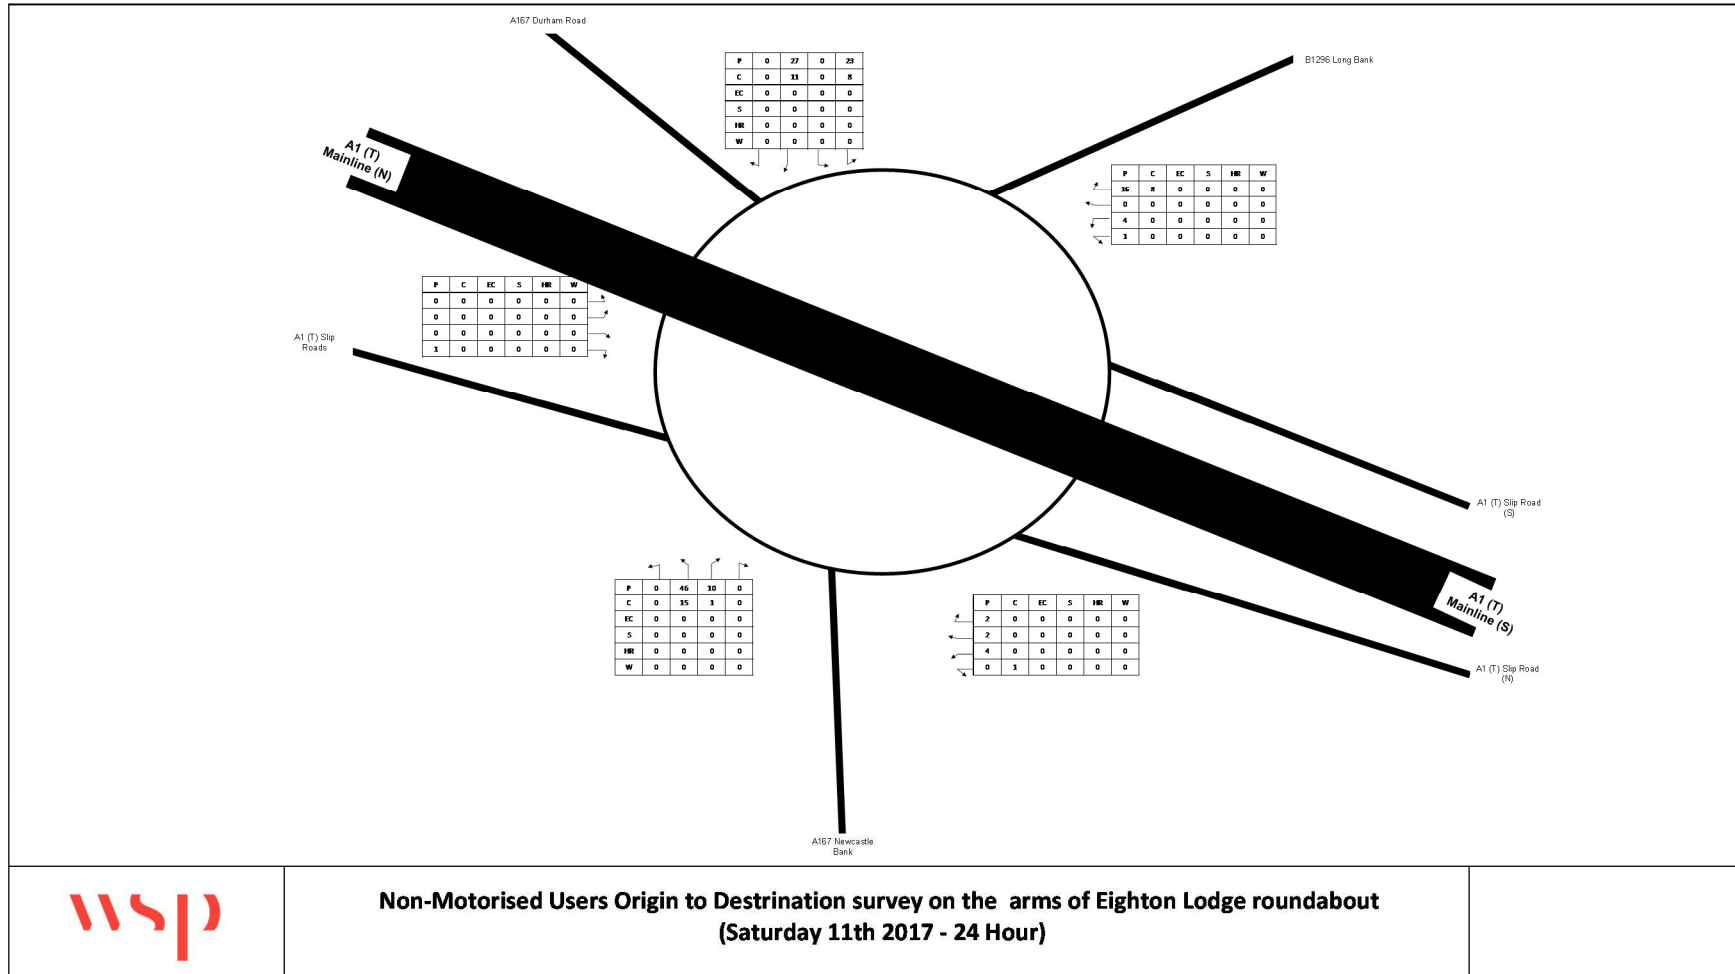 A167 Durham Road
B1296 Long Bank
P 0 27 0 23
C 0 11 0 8
EC 0 0 0 0
S 0 0 0 0
HR 0 0 0 0
W 0 0 0 0
A1 (T)
Mainline (N)
P C EC S HR W
16 8 0 0 0 0
0 0 0 0 0 0
4 0 0 0 0 0
1 0 0 0 0 0
P C EC S HR W
0 0 0 0 0 0
0 0 0 0 0 0
0 0 0 0 0 0
1 0 0 0 0 0
A1 (T) Slip
Roads
A1 (T) Slip Road
(S)
P 0 46 10 0
C 0 15 1 0
EC 0 0 0 0
S 0 0 0 0
HR 0 0 0 0
W 0 0 0 0
P C EC S HR W
2 0 0 0 0 0
2 0 0 0 0 0
4 0 0 0 0 0
0 1 0 0 0 0
A1 (T)
Mainline (S)
A1 (T) Slip Road
(N)
A167 Newcastle
Bank
wsp
Non-Motorised Users Origin to Destrination survey on the arms of Eighton Lodge roundabout
(Saturday 11th 2017 - 24 Hour)